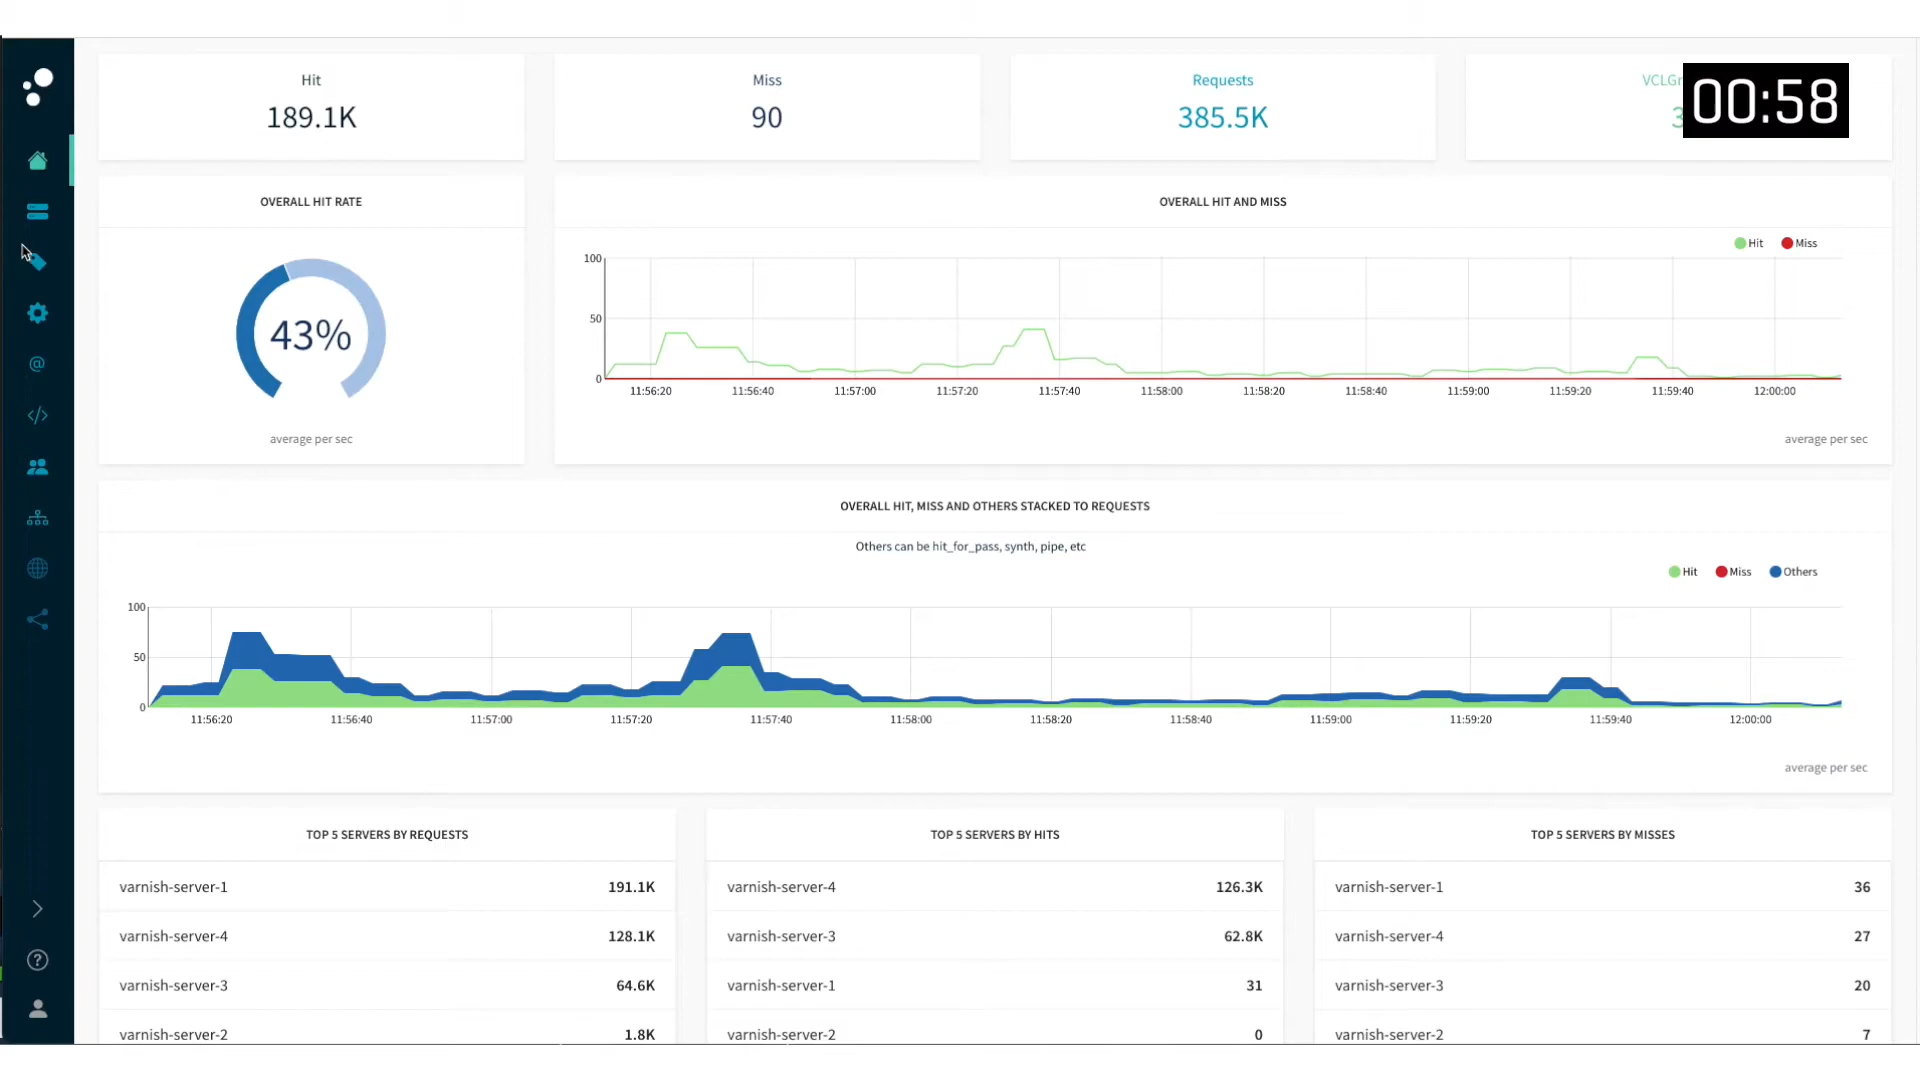 Hit
189.1K
Miss
90
Requests
385.5K
00:58
OVERALL HIT RATE
43%
average per sec
OVERALL HIT AND MISS
Hit Miss
100
50
0
11:56:20 11:56:40 11:57:00 11:57:20 11:57:40 11:58:00 11:58:20 11:58:40 11:59:00 11:59:20 11:59:40 12:00:00
average per sec
OVERALL HIT, MISS AND OTHERS STACKED TO REQUESTS
Others can be hit_for_pass, synth, pipe, etc
Hit Miss Others
100
50
0
11:56:20 11:56:40 11:57:00 11:57:20 11:57:40 11:58:00 11:58:20 11:58:40 11:59:00 11:59:20 11:59:40 12:00:00
average per sec
TOP 5 SERVERS BY REQUESTS
varnish-server-1 191.1K
varnish-server-4 128.1K
varnish-server-3 64.6K
varnish-server-2 1.8K
TOP 5 SERVERS BY HITS
varnish-server-4 126.3K
varnish-server-3 62.8K
varnish-server-1 31
varnish-server-2 0
TOP 5 SERVERS BY MISSES
varnish-server-1 36
varnish-server-4 27
varnish-server-3 20
varnish-server-2 7